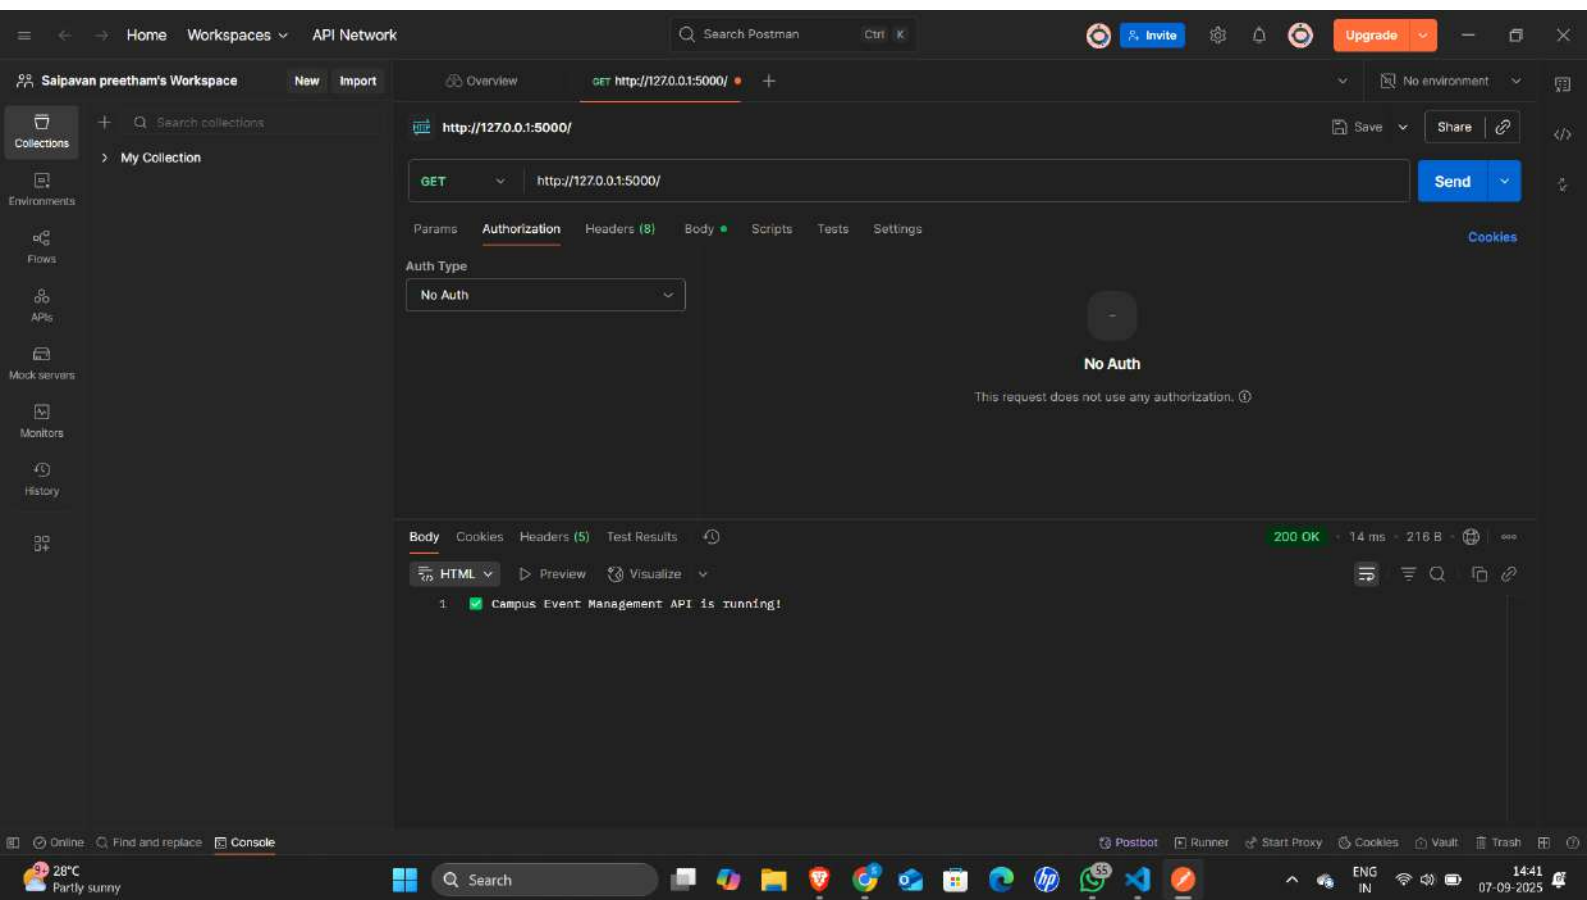 Home Workspaces API Network Search Postman Ctrl K Invite Upgrade
Saipavan preetham's Workspace New Import Overview GET http://127.0.0.1:5000/ No environment
Collections
Search collections
My Collection
Environments
Flows
APIs
Mock servers
Monitors
History
http://127.0.0.1:5000/ Save Share
GET http://127.0.0.1:5000/ Send
Params Authorization Headers (8) Body Scripts Tests Settings Cookies
Auth Type
No Auth
No Auth
This request does not use any authorization.
Body Cookies Headers (5) Test Results 200 OK 14 ms 216 B
HTML Preview Visualize
1 ✅ Campus Event Management API is running!
Online Find and replace Console Postbot Runner Start Proxy Cookies Vault Trash
9+ 28°C
Partly sunny
Search
55
ENG
IN
14:41
07-09-2025